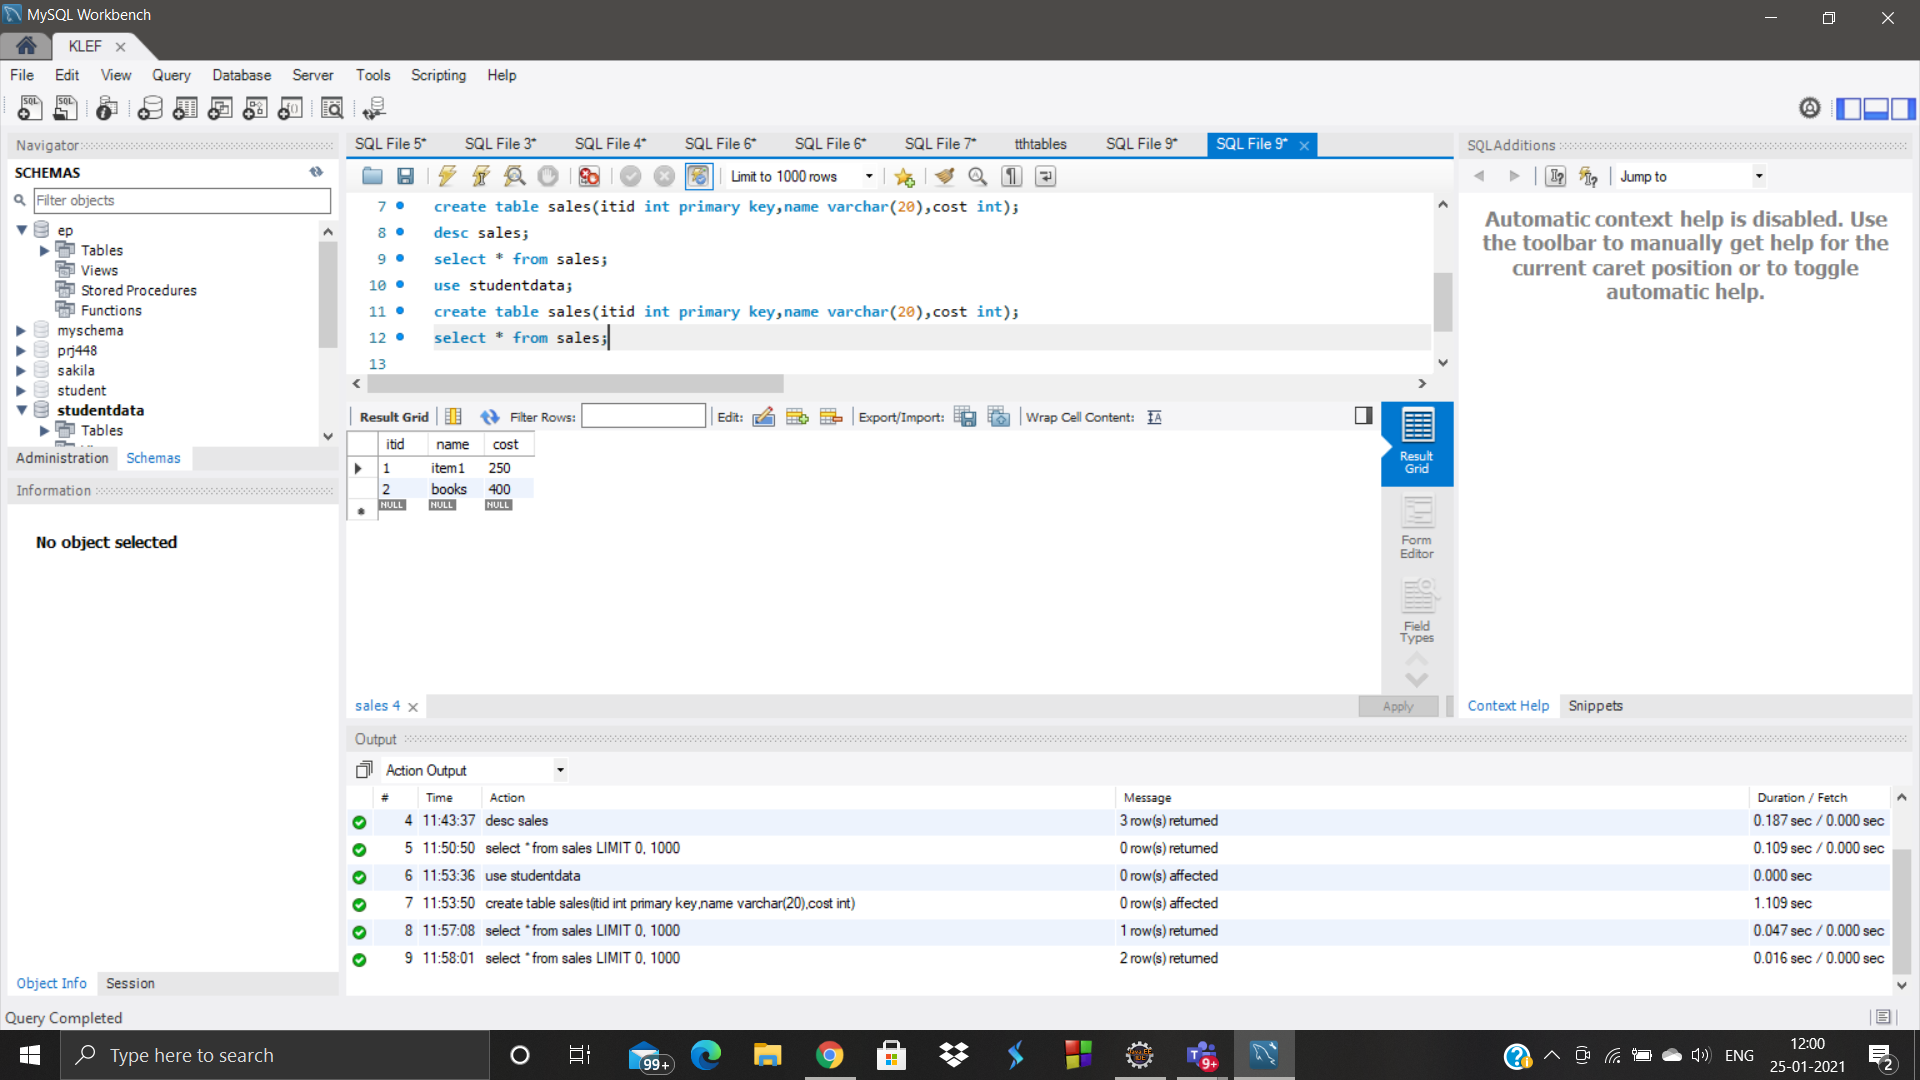 MySQL Workbench
KLEF
File Edit View Query Database Server Tools Scripting Help
Navigator
SCHEMAS
Filter objects
ep
Tables
Views
Stored Procedures
Functions
myschema
prj448
sakila
student
studentdata
Tables
Administration Schemas
Information
No object selected
Object Info Session
SQL File 5* SQL File 3* SQL File 4* SQL File 6* SQL File 6* SQL File 7* tthtables SQL File 9* SQL File 9*
Limit to 1000 rows
7 create table sales(itid int primary key,name varchar(20),cost int);
8 desc sales;
9 select * from sales;
10 use studentdata;
11 create table sales(itid int primary key,name varchar(20),cost int);
12 select * from sales;
13
Result Grid Filter Rows: Edit: Export/Import: Wrap Cell Content:
itid name cost
1 item1 250
2 books 400
NULL NULL NULL
Result Grid
Form Editor
Field Types
sales 4
Apply
SQLAdditions
Jump to
Automatic context help is disabled. Use
the toolbar to manually get help for the
current caret position or to toggle
automatic help.
Context Help Snippets
Output
Action Output
# Time Action Message Duration / Fetch
4 11:43:37 desc sales 3 row(s) returned 0.187 sec / 0.000 sec
5 11:50:50 select * from sales LIMIT 0, 1000 0 row(s) returned 0.109 sec / 0.000 sec
6 11:53:36 use studentdata 0 row(s) affected 0.000 sec
7 11:53:50 create table sales(itid int primary key,name varchar(20),cost int) 0 row(s) affected 1.109 sec
8 11:57:08 select * from sales LIMIT 0, 1000 1 row(s) returned 0.047 sec / 0.000 sec
9 11:58:01 select * from sales LIMIT 0, 1000 2 row(s) returned 0.016 sec / 0.000 sec
Query Completed
Type here to search
99+
9+
ENG
12:00
25-01-2021
2